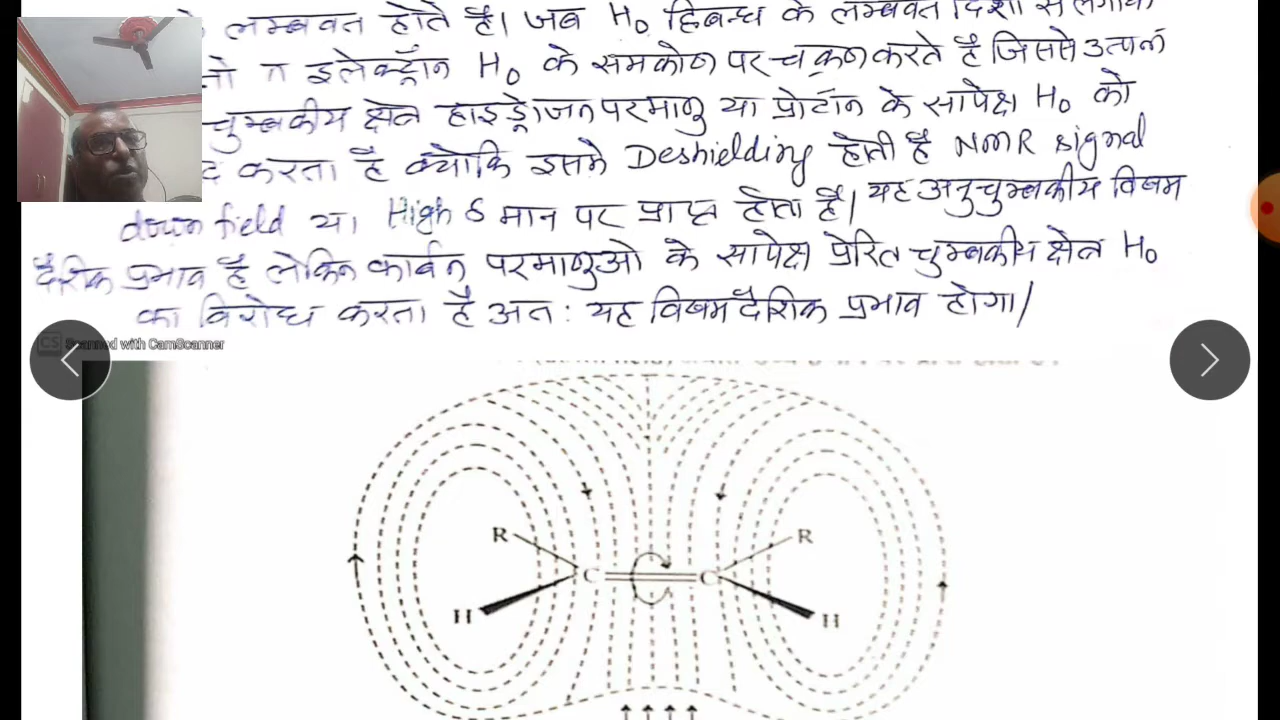 लम्बवत होते है। जब H₀ द्विबन्ध के लम्बवत दिशा से
π इलेक्ट्रॉन H₀ के समकोण पर चक्रण करते है जिससे उत्पन्न
चुम्बकीय क्षेत्र हाइड्रोजन परमाणु या प्रोटॉन के सापेक्ष H₀ को
करता है क्योकि इसमे Deshielding होती है NMR signal
down field या High δ मान पर प्राप्त होता है। यह अनुचुम्बकीय विषम
दैशिक प्रभाव है लेकिन कार्बन परमाणुओ के सापेक्ष प्रेरित चुम्बकीय क्षेत्र H₀
का विरोध करता है अत: यह विषम दैशिक प्रभाव होगा/
CS Scanned with CamScanner
R R
C C
H H